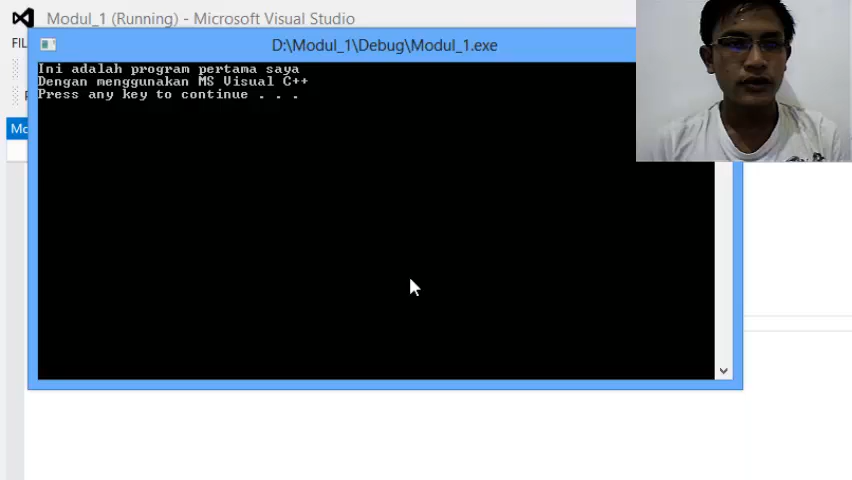 Modul_1 (Running) - Microsoft Visual Studio
FIL
D:\Modul_1\Debug\Modul_1.exe
Ini adalah program pertama saya
Dengan menggunakan MS Visual C++
Press any key to continue . . .
Mo